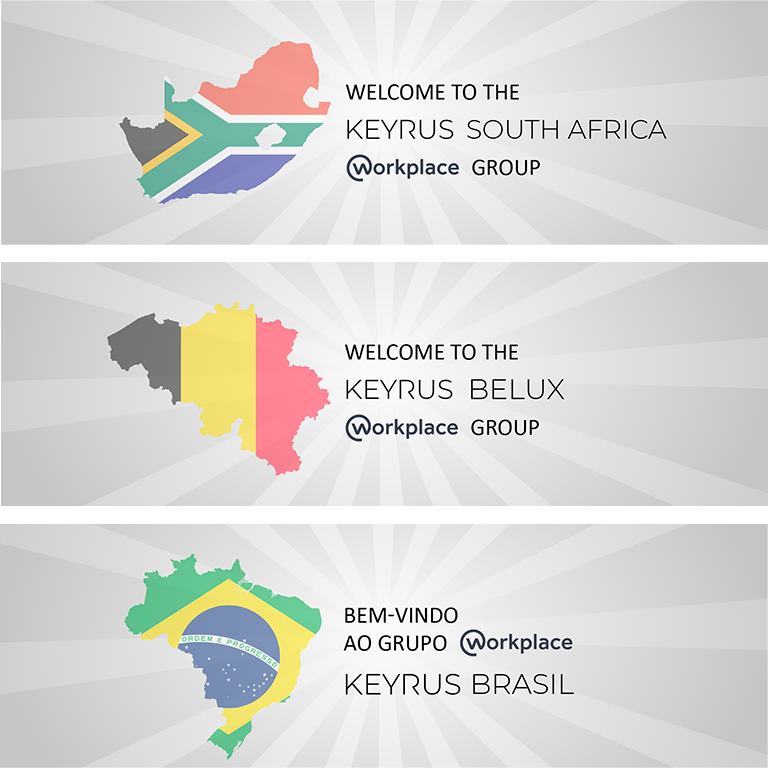 WELCOME TO THE
KEYRUS SOUTH AFRICA
Workplace GROUP
WELCOME TO THE
KEYRUS BELUX
Workplace GROUP
ORDEM E PROGRESSO
BEM-VINDO
AO GRUPO Workplace
KEYRUS BRASIL